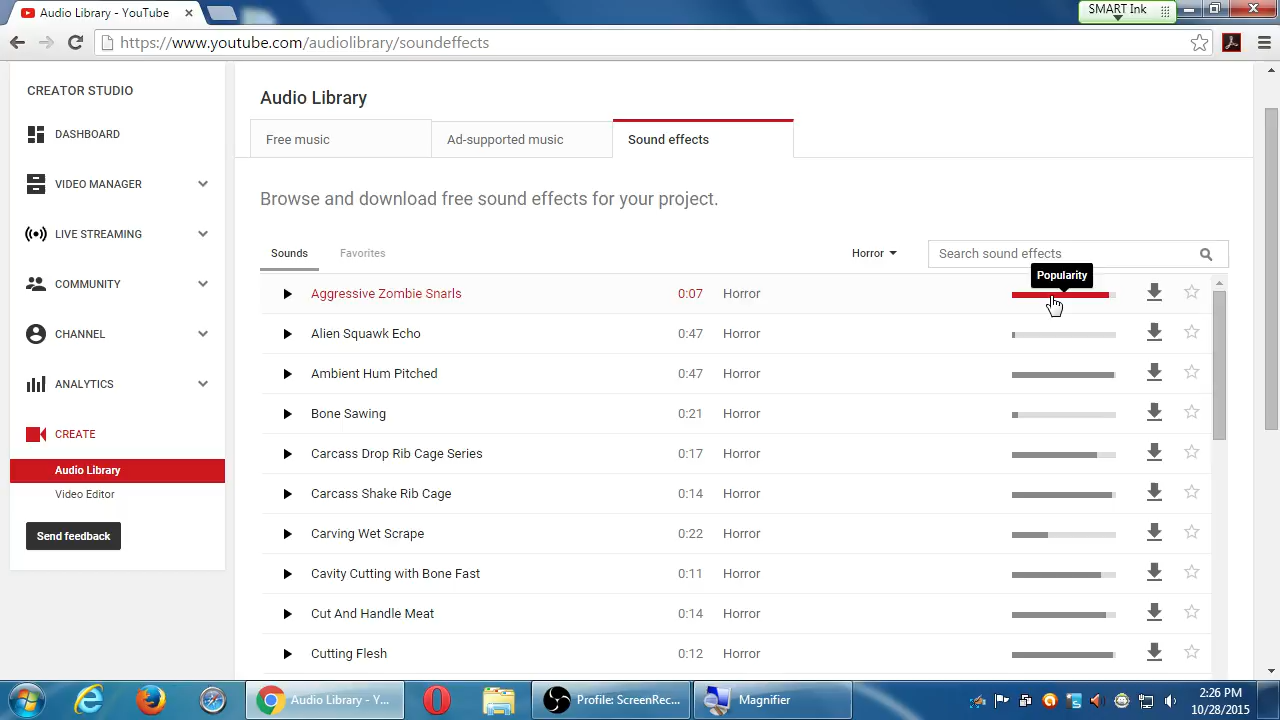 Audio Library - YouTube
SMART Ink
https://www.youtube.com/audiolibrary/soundeffects
CREATOR STUDIO
DASHBOARD
VIDEO MANAGER
LIVE STREAMING
COMMUNITY
CHANNEL
ANALYTICS
CREATE
Audio Library
Video Editor
Send feedback
Audio Library
Free music
Ad-supported music
Sound effects
Browse and download free sound effects for your project.
Sounds
Favorites
Horror
Search sound effects
Popularity
Aggressive Zombie Snarls 0:07 Horror
Alien Squawk Echo 0:47 Horror
Ambient Hum Pitched 0:47 Horror
Bone Sawing 0:21 Horror
Carcass Drop Rib Cage Series 0:17 Horror
Carcass Shake Rib Cage 0:14 Horror
Carving Wet Scrape 0:22 Horror
Cavity Cutting with Bone Fast 0:11 Horror
Cut And Handle Meat 0:14 Horror
Cutting Flesh 0:12 Horror
Audio Library - Y...
Profile: ScreenRec...
Magnifier
2:26 PM
10/28/2015